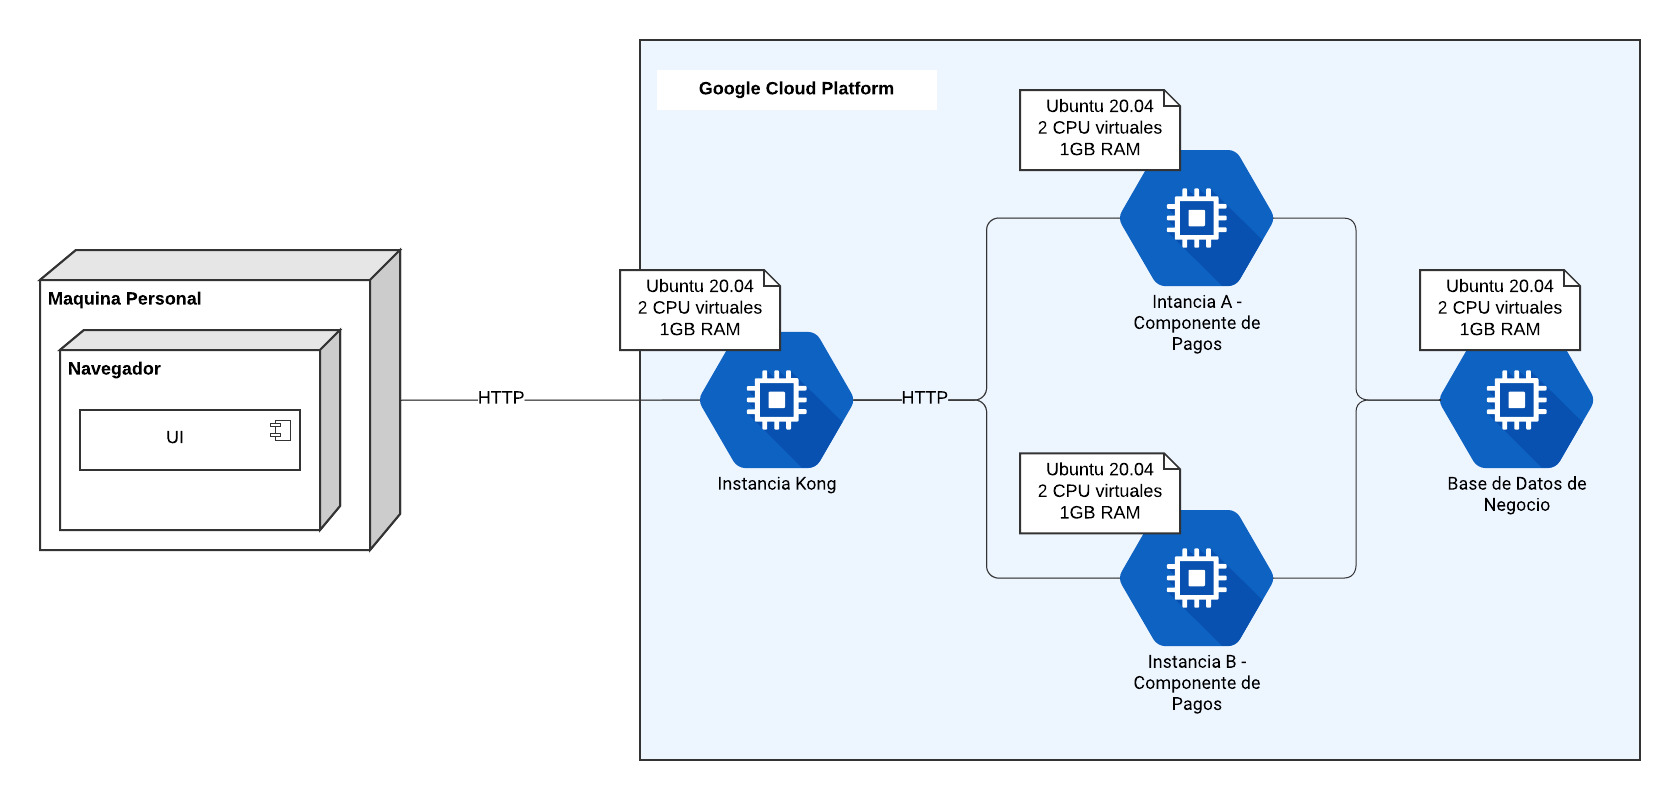 Google Cloud Platform
Ubuntu 20.04
2 CPU virtuales
1GB RAM
Intancia A -
Componente de
Pagos
Maquina Personal
Navegador
UI
HTTP
Ubuntu 20.04
2 CPU virtuales
1GB RAM
Instancia Kong
HTTP
Ubuntu 20.04
2 CPU virtuales
1GB RAM
Base de Datos de
Negocio
Ubuntu 20.04
2 CPU virtuales
1GB RAM
Instancia B -
Componente de
Pagos